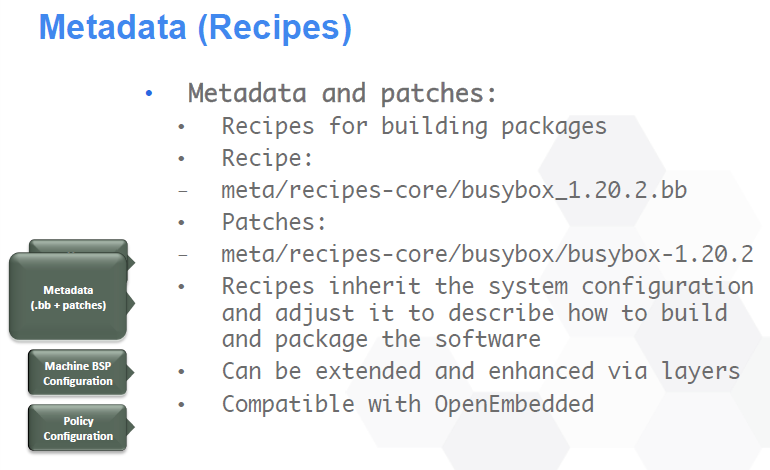 Metadata (Recipes)
• Metadata and patches:
• Recipes for building packages
• Recipe:
– meta/recipes-core/busybox_1.20.2.bb
• Patches:
– meta/recipes-core/busybox/busybox-1.20.2
• Recipes inherit the system configuration
and adjust it to describe how to build
and package the software
• Can be extended and enhanced via layers
• Compatible with OpenEmbedded
Metadata
(.bb + patches)
Machine BSP
Configuration
Policy
Configuration